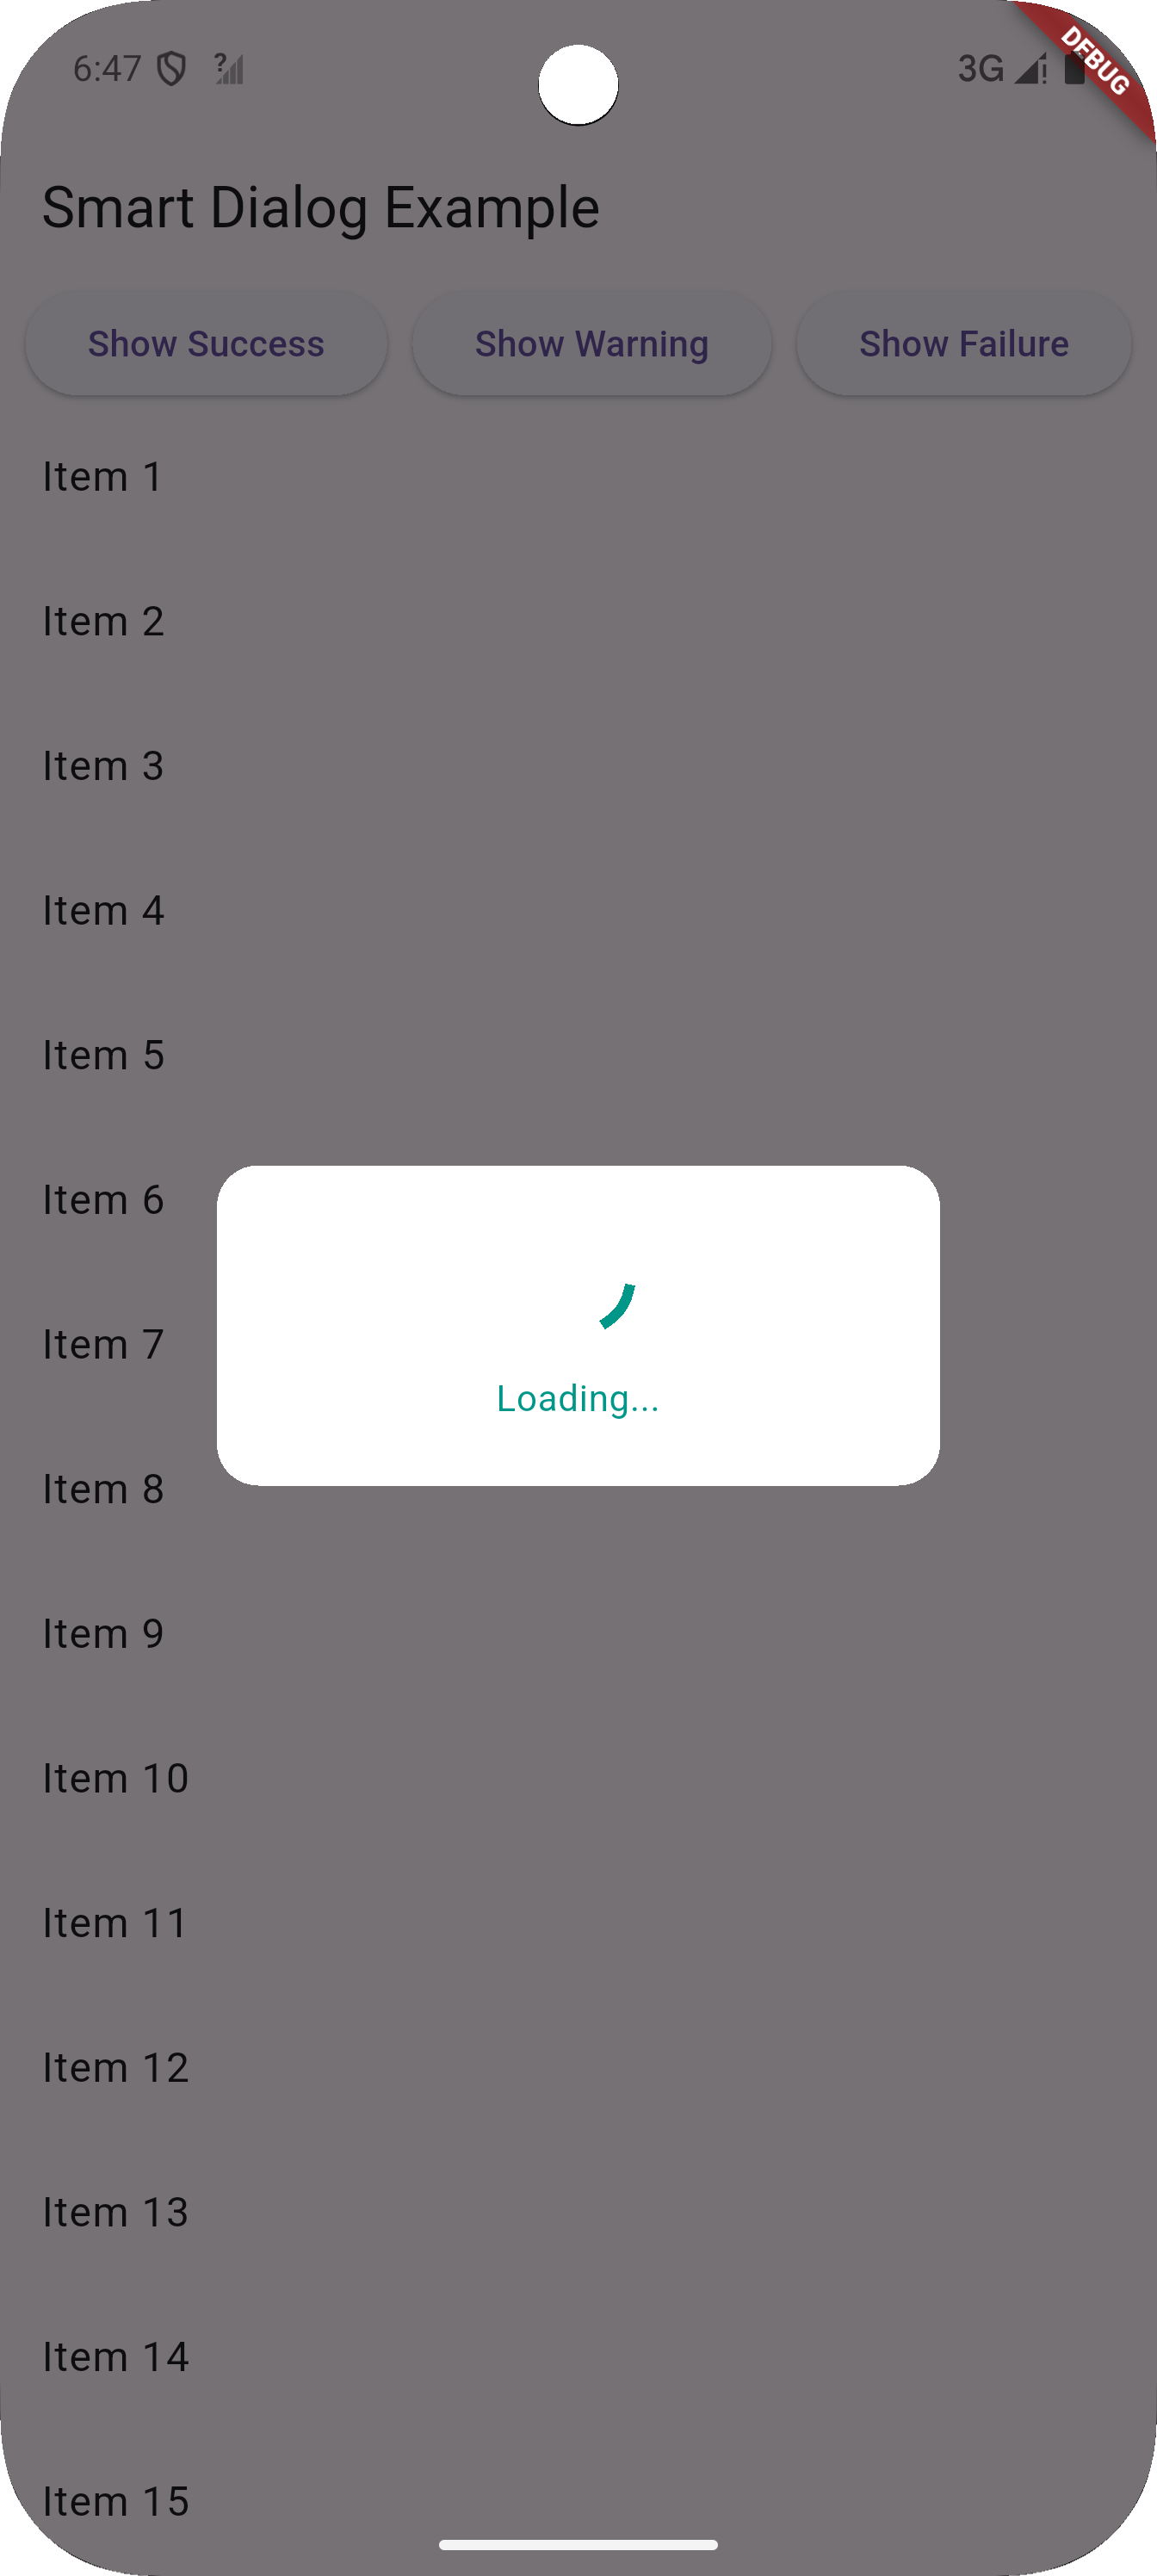 6:47 ? 3G !
DEBUG
Smart Dialog Example
Show Success Show Warning Show Failure
Item 1
Item 2
Item 3
Item 4
Item 5
Item 6
Item 7
Loading...
Item 8
Item 9
Item 10
Item 11
Item 12
Item 13
Item 14
Item 15